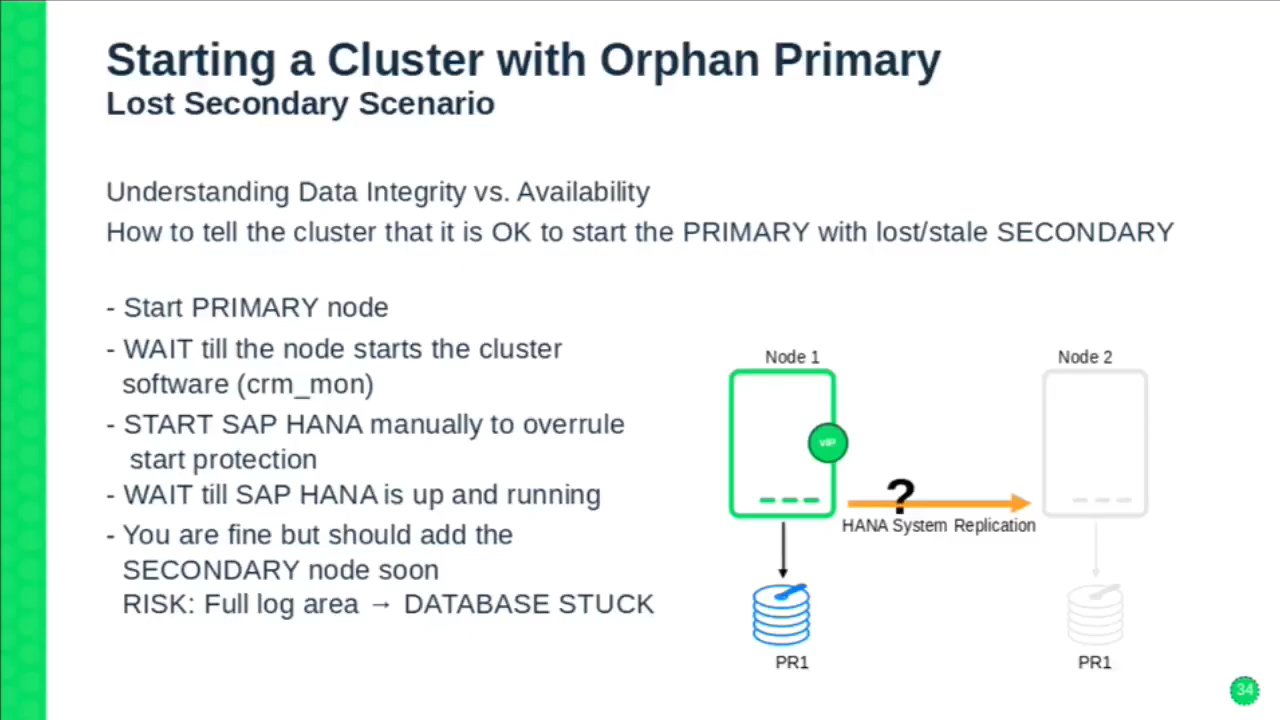 Starting a Cluster with Orphan Primary
Lost Secondary Scenario
Understanding Data Integrity vs. Availability
How to tell the cluster that it is OK to start the PRIMARY with lost/stale SECONDARY
- Start PRIMARY node
- WAIT till the node starts the cluster
software (crm_mon)
- START SAP HANA manually to overrule
start protection
- WAIT till SAP HANA is up and running
- You are fine but should add the
SECONDARY node soon
RISK: Full log area → DATABASE STUCK
Node 1
Node 2
VIP
?
HANA System Replication
PR1
PR1
34